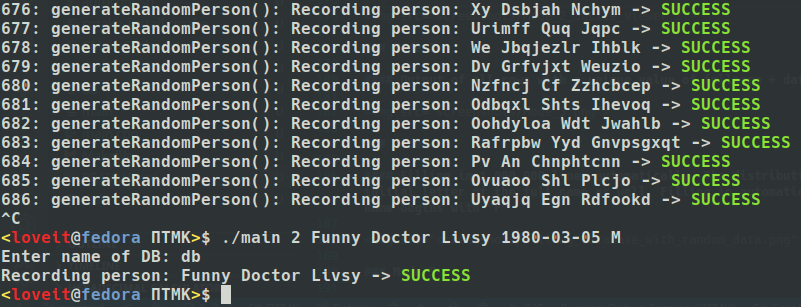 676: generateRandomPerson(): Recording person: Xy Dsbjah Nchym -> SUCCESS
677: generateRandomPerson(): Recording person: Urimff Quq Jqpc -> SUCCESS
678: generateRandomPerson(): Recording person: We Jbqjezlr Ihblk -> SUCCESS
679: generateRandomPerson(): Recording person: Dv Grfvjxt Weuzio -> SUCCESS
680: generateRandomPerson(): Recording person: Nzfncj Cf Zzhcbcep -> SUCCESS
681: generateRandomPerson(): Recording person: Odbqxl Shts Ihevoq -> SUCCESS
682: generateRandomPerson(): Recording person: Oohdyloa Wdt Jwahlb -> SUCCESS
683: generateRandomPerson(): Recording person: Rafrpbw Yyd Gnvpsgxqt -> SUCCESS
684: generateRandomPerson(): Recording person: Pv An Chnphtcnn -> SUCCESS
685: generateRandomPerson(): Recording person: Ovuaoo Shl Plcjo -> SUCCESS
686: generateRandomPerson(): Recording person: Uyaqjq Egn Rdfookd -> SUCCESS
^C
<loveit@fedora ПТМК>$ ./main 2 Funny Doctor Livsy 1980-03-05 M
Enter name of DB: db
Recording person: Funny Doctor Livsy -> SUCCESS
<loveit@fedora ПТМК>$